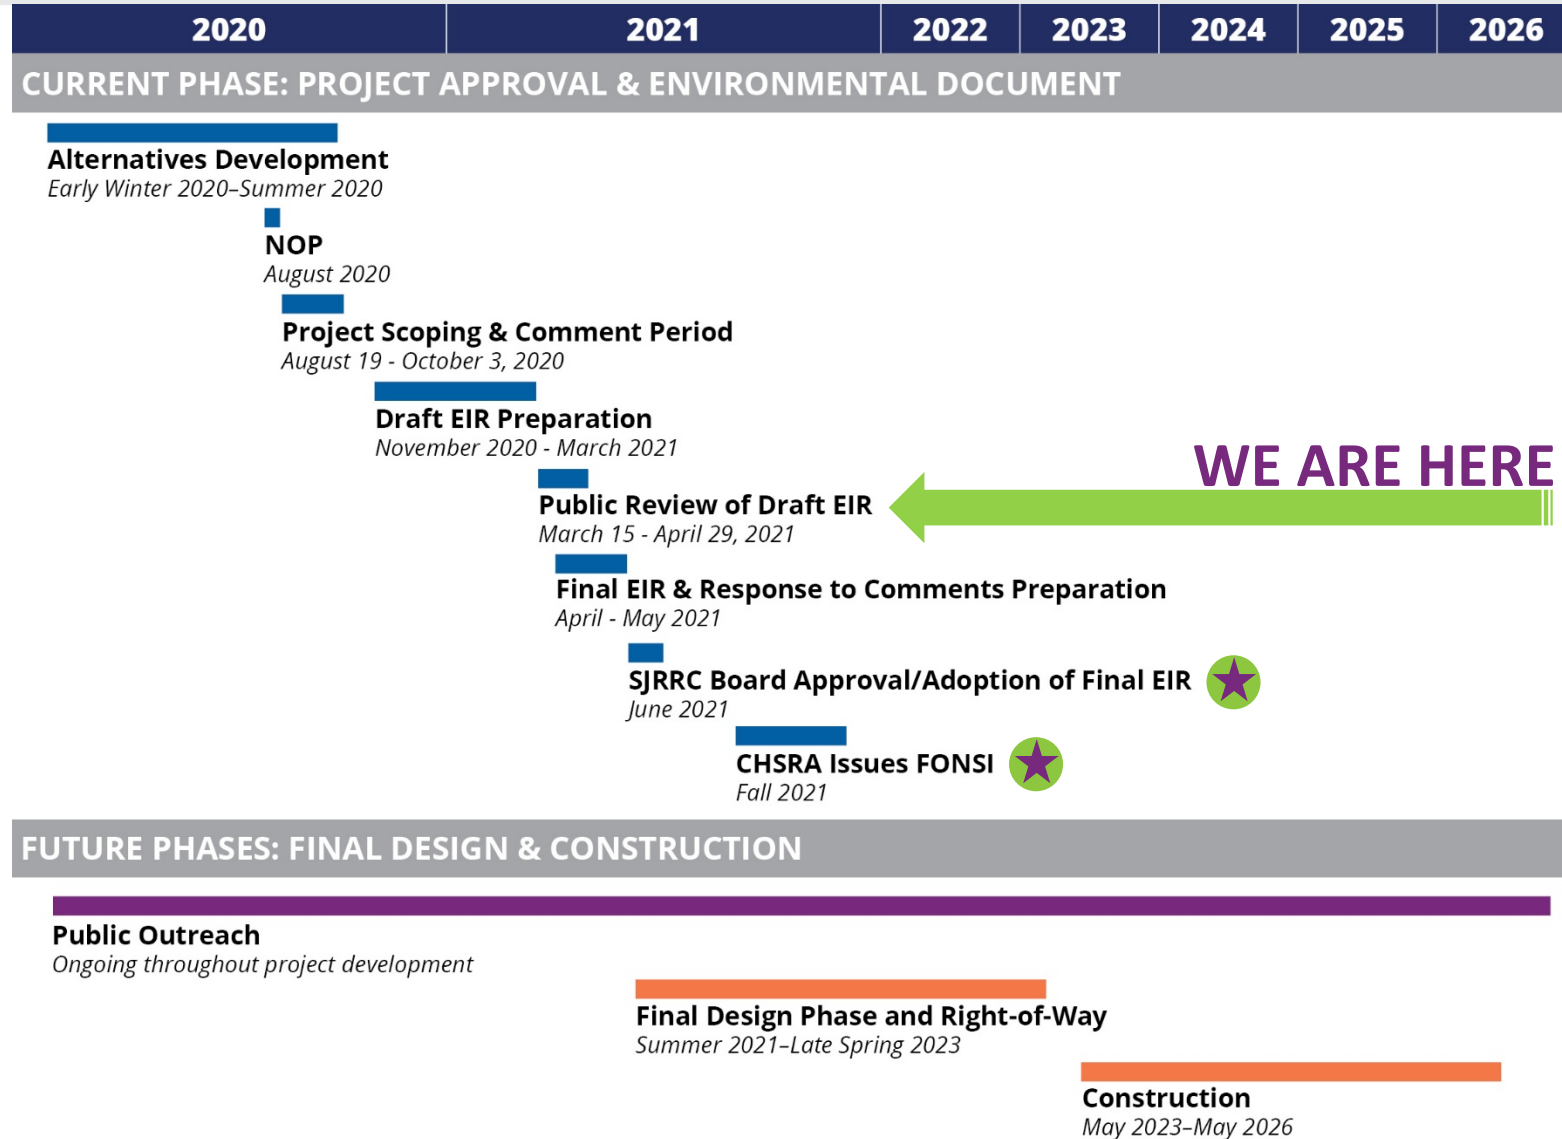 2020 2021 2022 2023 2024 2025 2026
CURRENT PHASE: PROJECT APPROVAL & ENVIRONMENTAL DOCUMENT
Alternatives Development
Early Winter 2020–Summer 2020
NOP
August 2020
Project Scoping & Comment Period
August 19 - October 3, 2020
Draft EIR Preparation
November 2020 - March 2021
WE ARE HERE
Public Review of Draft EIR
March 15 - April 29, 2021
Final EIR & Response to Comments Preparation
April - May 2021
SJRRC Board Approval/Adoption of Final EIR
June 2021
CHSRA Issues FONSI
Fall 2021
FUTURE PHASES: FINAL DESIGN & CONSTRUCTION
Public Outreach
Ongoing throughout project development
Final Design Phase and Right-of-Way
Summer 2021–Late Spring 2023
Construction
May 2023–May 2026